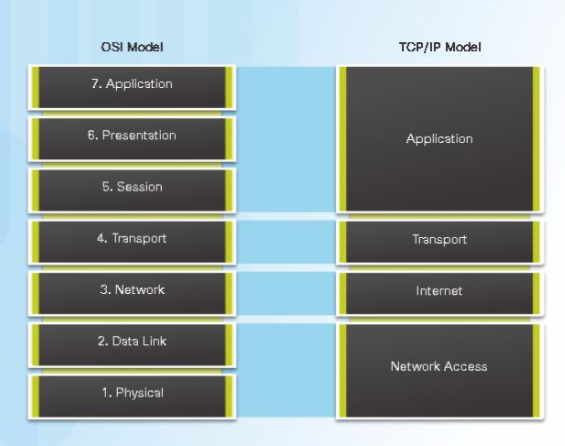 OSI Model
TCP/IP Model
7. Application
6. Presentation
5. Session
4. Transport
3. Network
2. Data Link
1. Physical
Application
Transport
Internet
Network Access